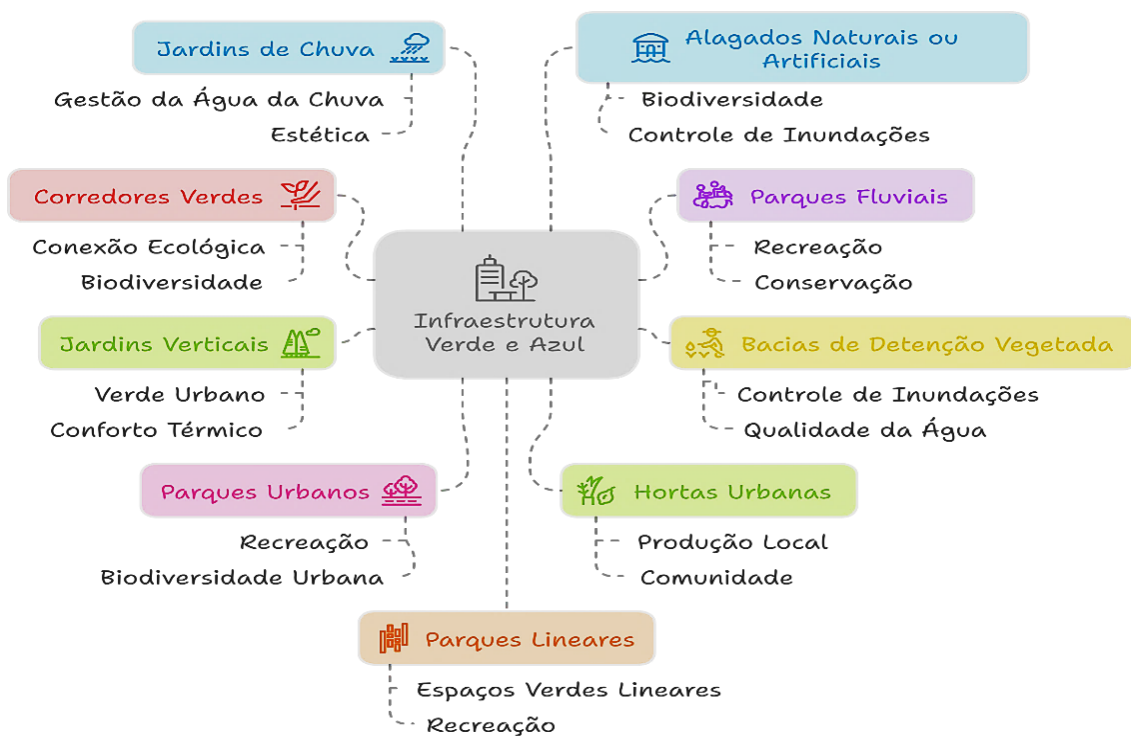 Jardins de Chuva
Gestão da Água da Chuva
Estética
Alagados Naturais ou
Artificiais
Biodiversidade
Controle de Inundações
Corredores Verdes
Conexão Ecológica
Biodiversidade
Parques Fluviais
Recreação
Conservação
Infraestrutura
Verde e Azul
Jardins Verticais
Verde Urbano
Conforto Térmico
Bacias de Detenção Vegetada
Controle de Inundações
Qualidade da Água
Parques Urbanos
Recreação
Biodiversidade Urbana
Hortas Urbanas
Produção Local
Comunidade
Parques Lineares
Espaços Verdes Lineares
Recreação